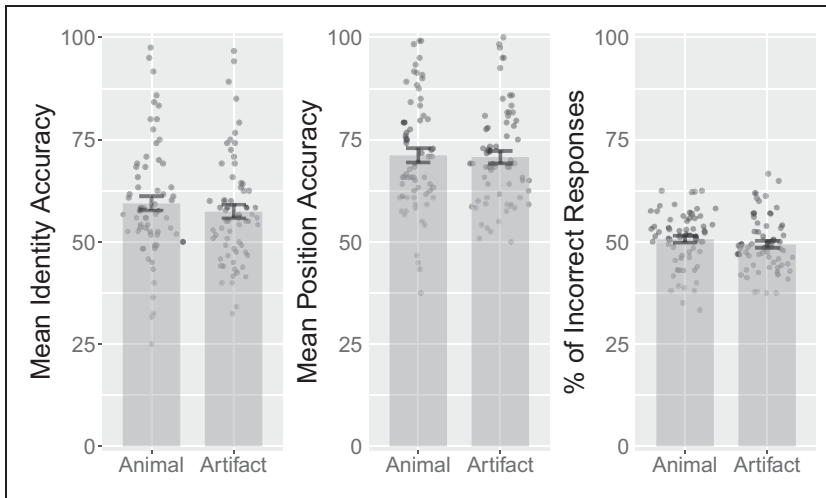 Mean Identity Accuracy
100
75
50
25
0
Animal Artifact
Mean Position Accuracy
100
75
50
25
0
Animal Artifact
% of Incorrect Responses
100
75
50
25
0
Animal Artifact